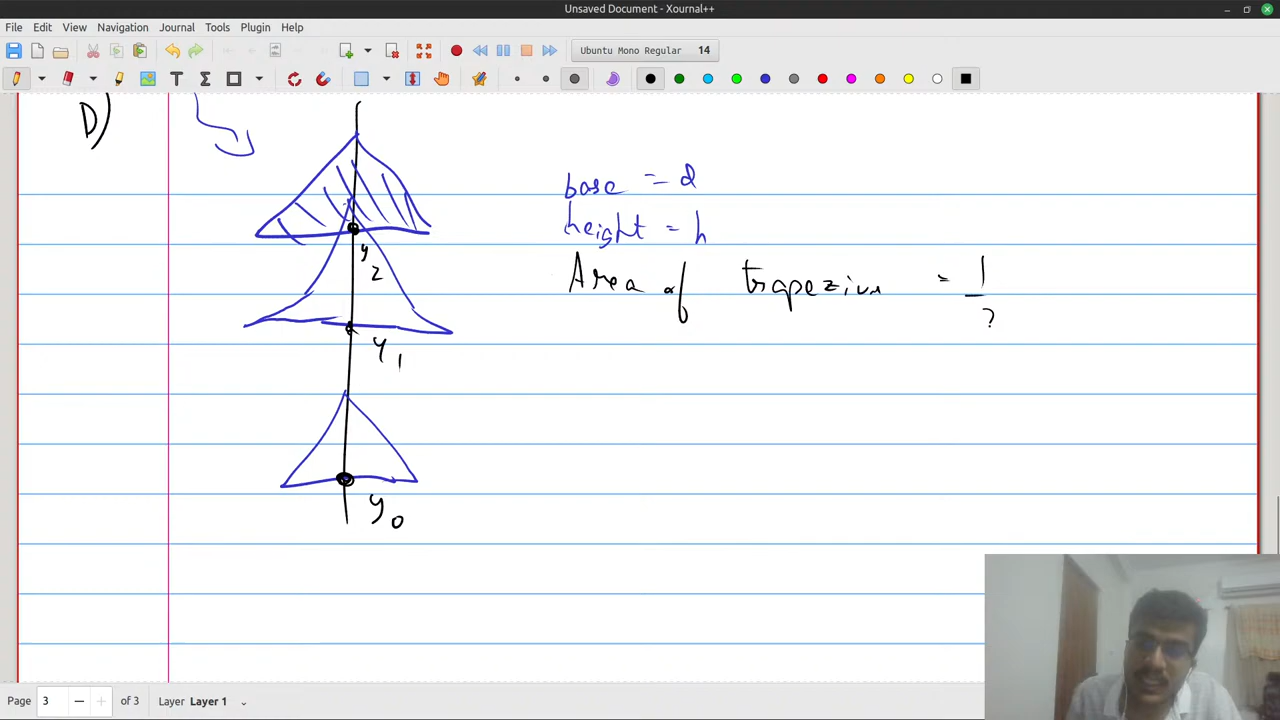 Unsaved Document - Xournal++
File Edit View Navigation Journal Tools Plugin Help
Ubuntu Mono Regular 14
D)
base = d
height = h
y2
Area of trapezium = 1/2
y1
y0
Page 3 of 3 Layer Layer 1